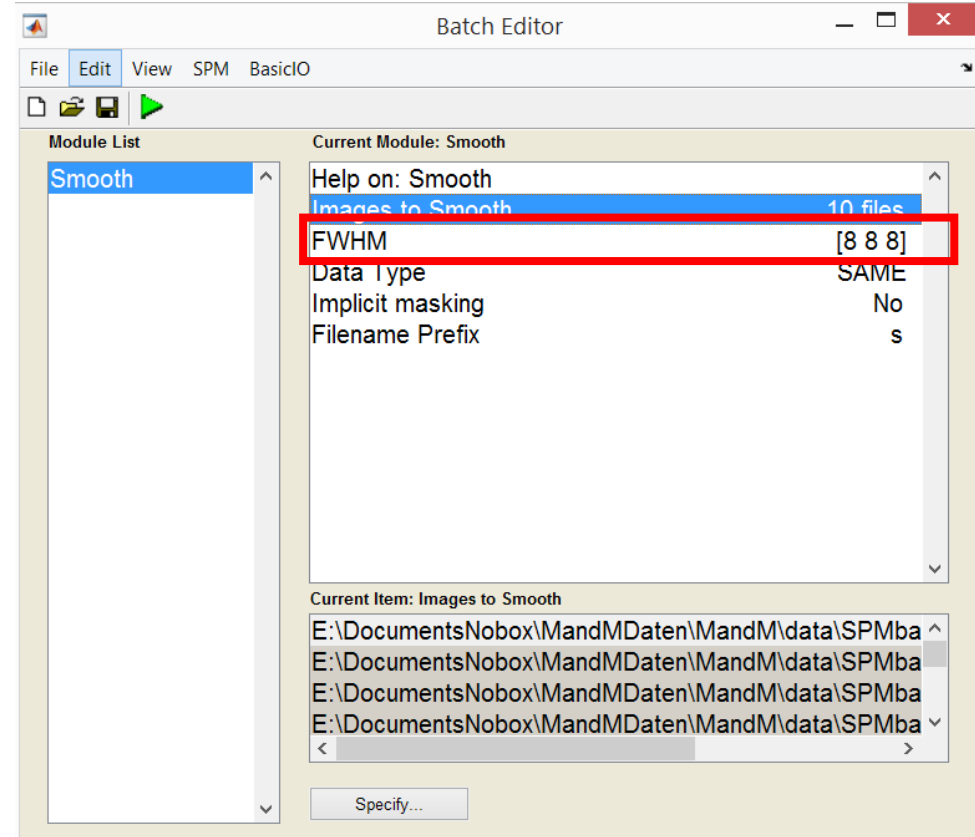 Batch Editor
File Edit View SPM BasicIO
Module List
Current Module: Smooth
Smooth
Help on: Smooth
Images to Smooth 10 files
FWHM [8 8 8]
Data Type SAME
Implicit masking No
Filename Prefix s
Current Item: Images to Smooth
E:\DocumentsNobox\MandMDaten\MandM\data\SPMba
E:\DocumentsNobox\MandMDaten\MandM\data\SPMba
E:\DocumentsNobox\MandMDaten\MandM\data\SPMba
E:\DocumentsNobox\MandMDaten\MandM\data\SPMba
Specify...